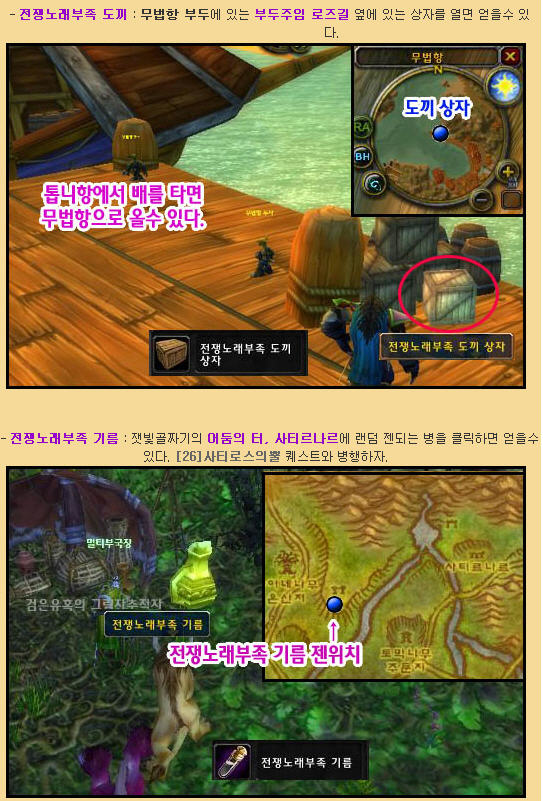 - 전쟁노래부족 도끼 : 무법항 부두에 있는 부두주임 로즈길 옆에 있는 상자를 열면 얻을수 있
다.
무법항
N
도끼 상자
RA
BH
톱니항에서 배를 타면
무법항으로 올수 있다.
전쟁노래부족 도끼
상자
전쟁노래부족 도끼 상자
- 전쟁노래부족 기름 : 잿빛골짜기의 어둠의 터, 사티르나르에 랜덤 젠되는 병을 클릭하면 얻을수
있다. [26]사티로스의뿔 퀘스트와 병행하자.
사티르나르
검은유혹의 그림자추적자
전쟁노래부족 기름
전쟁노래부족 기름 젠위치
토막나무
주둔지
전쟁노래부족 기름